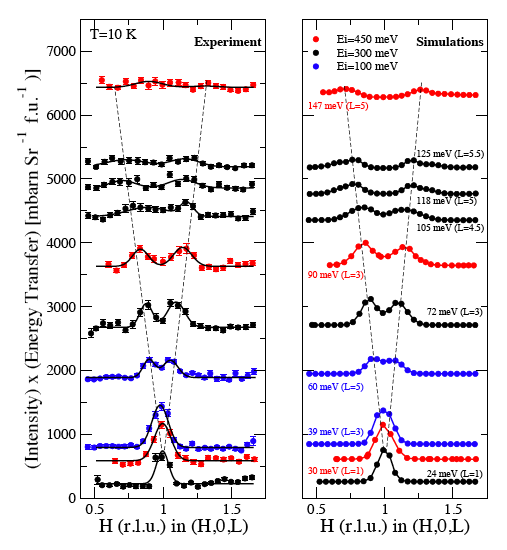 T=10 K
Experiment
Ei=450 meV
Ei=300 meV
Ei=100 meV
Simulations
(Intensity) x (Energy Transfer) [mbarn Sr⁻¹ f.u.⁻¹)]
7000
6000
5000
4000
3000
2000
1000
0
147 meV (L=5)
125 meV (L=5.5)
118 meV (L=5)
105 meV (L=4.5)
90 meV (L=3)
72 meV (L=3)
60 meV (L=5)
39 meV (L=3)
30 meV (L=1)
24 meV (L=1)
0.5 1 1.5
0.5 1 1.5
H (r.l.u.) in (H,0,L)
H (r.l.u.) in (H,0,L)